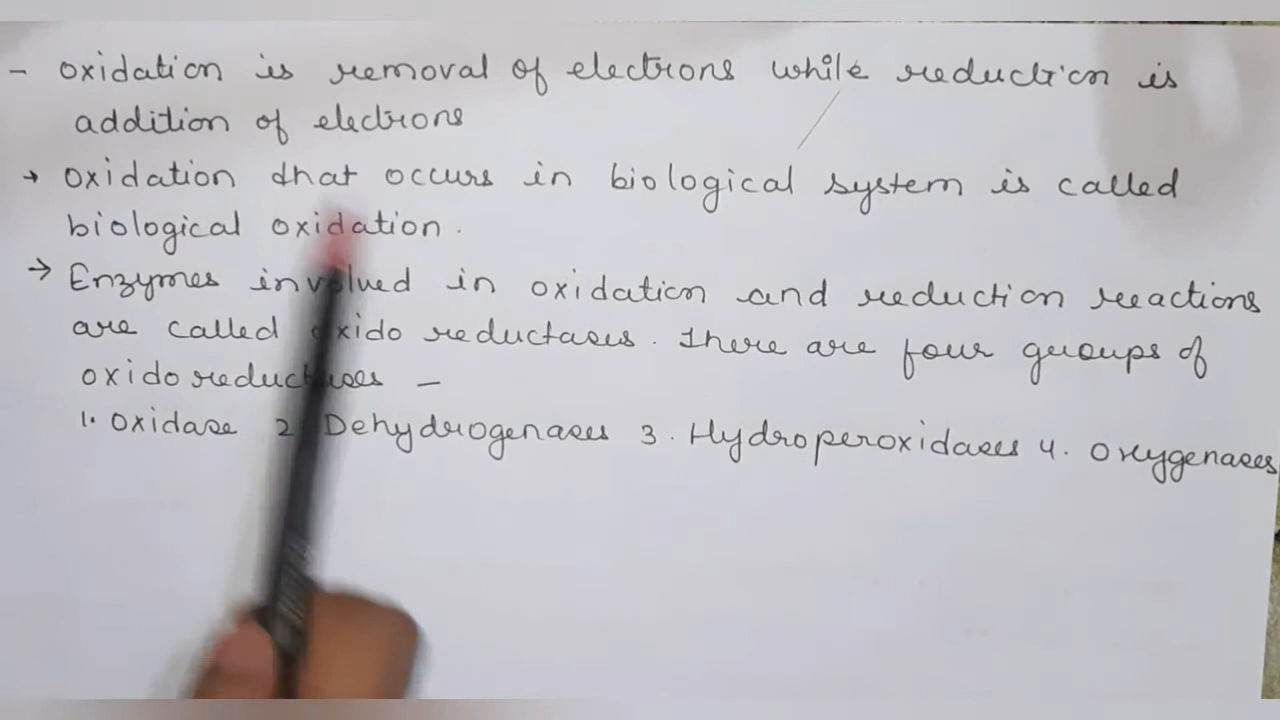 - oxidation is removal of electrons while reduction is
addition of electrons
→ oxidation that occurs in biological system is called
biological oxidation.
→ Enzymes involved in oxidation and reduction reactions
are called oxido reductases. There are four groups of
oxido reductases -
1. oxidase 2 Dehydrogenases 3. Hydroperoxidases 4. oxygenases